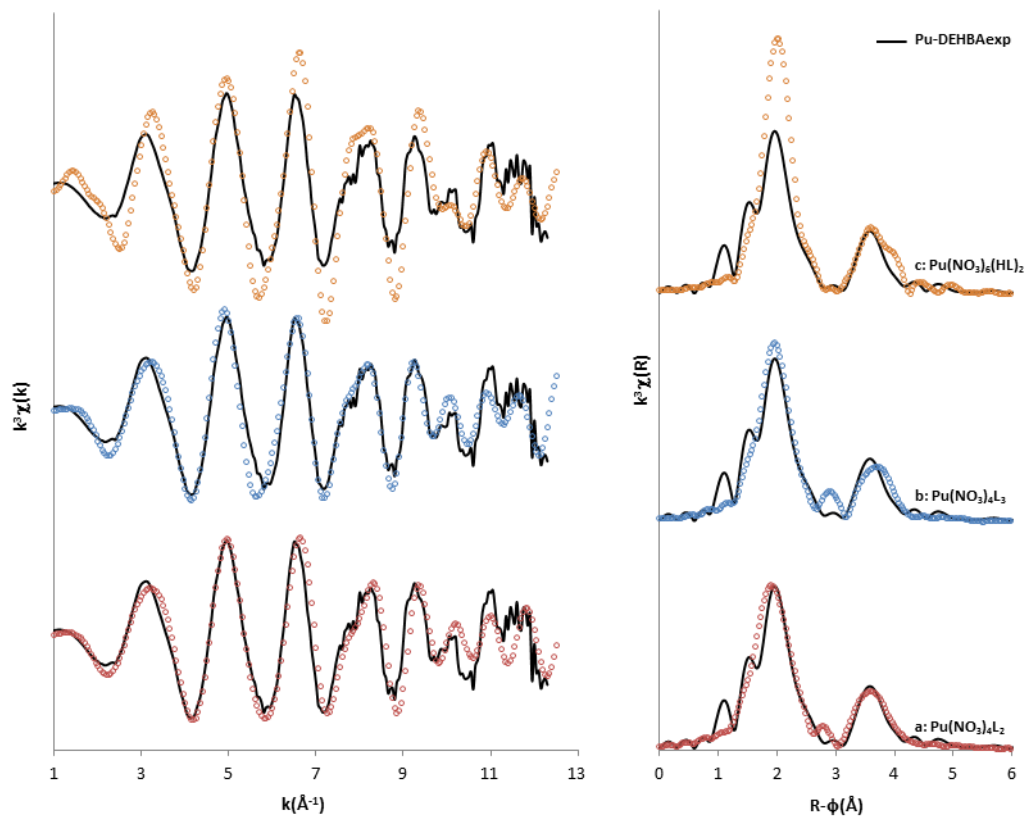 Pu-DEHBAexp
k³χ(k)
k³χ(R)
c: Pu(NO₃)₆(HL)₂
b: Pu(NO₃)₄L₃
a: Pu(NO₃)₄L₂
1 3 5 7 9 11 13
0 1 2 3 4 5 6
k(Å⁻¹)
R-ϕ(Å)